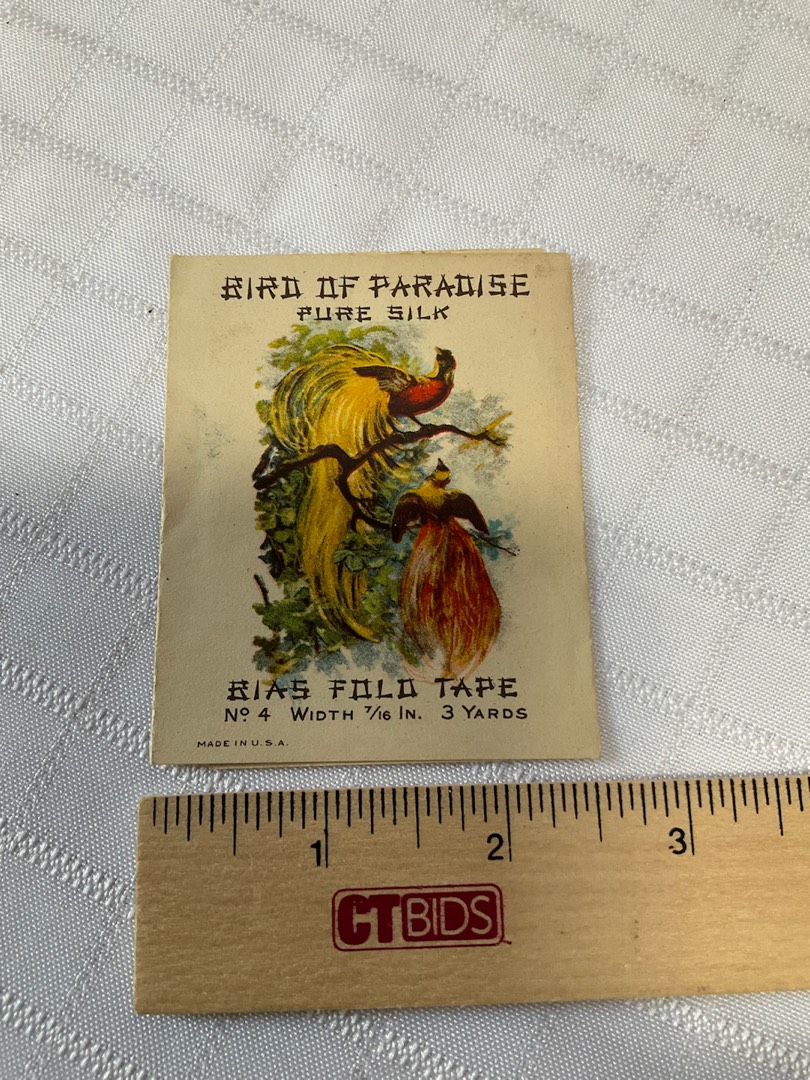 BIRD OF PARADISE
PURE SILK
BIAS FOLD TAPE
Nº 4 WIDTH 7/16 IN. 3 YARDS
MADE IN U.S.A.
1 2 3
CTBIDS